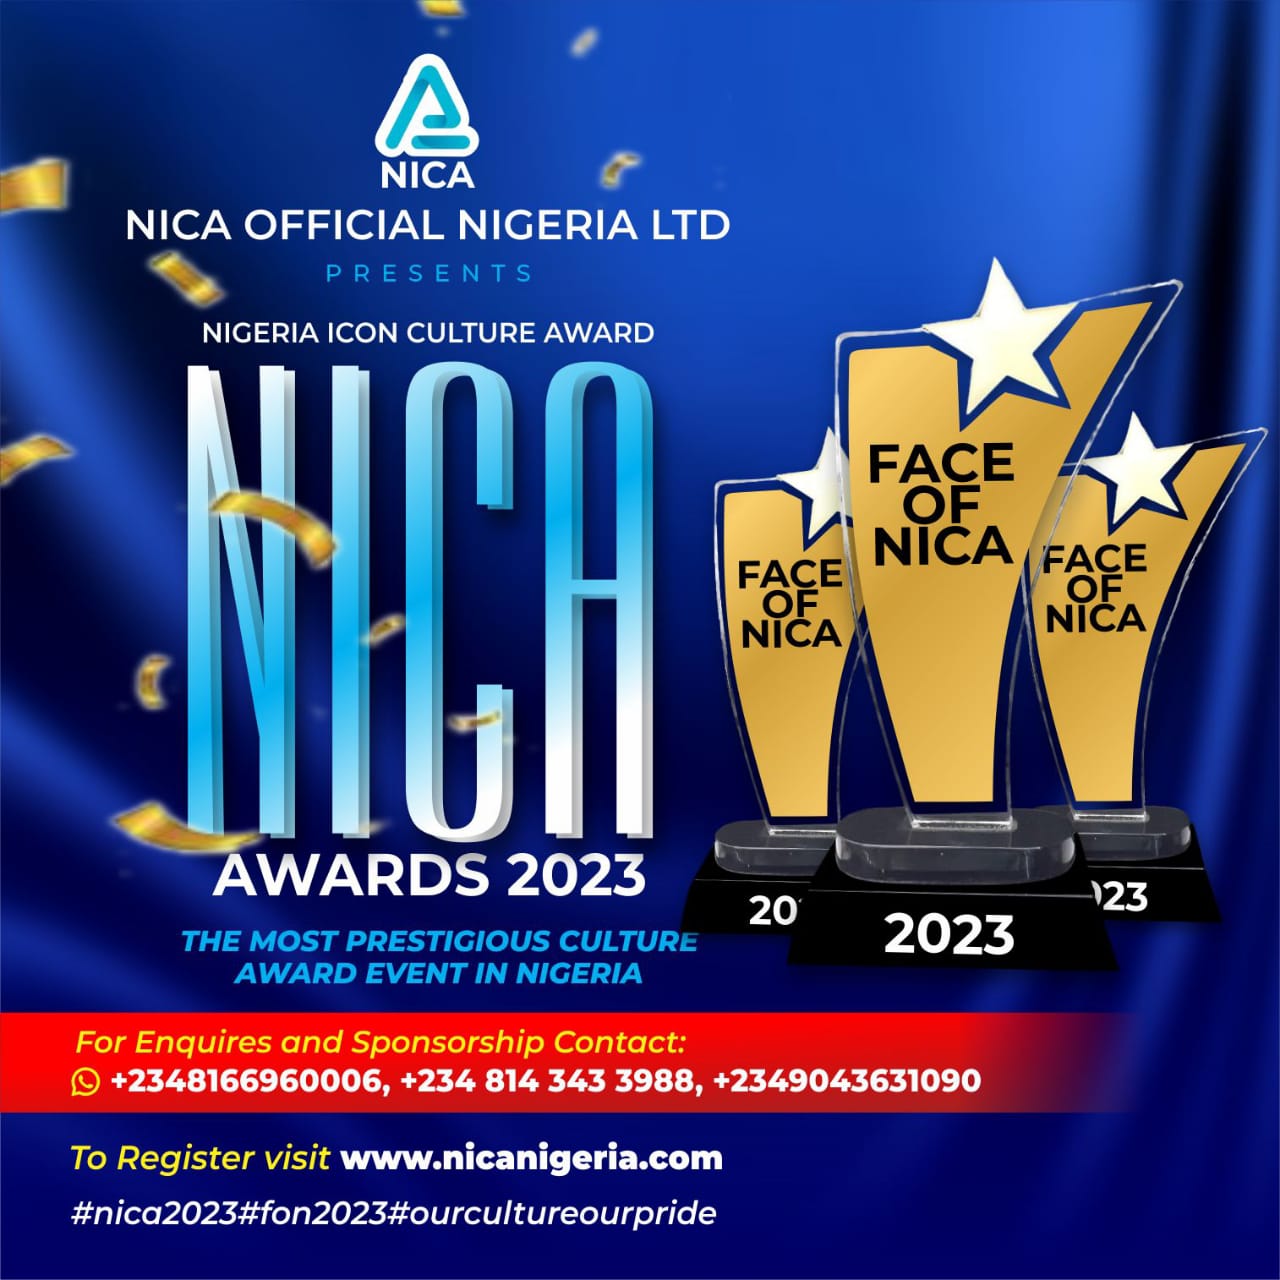 NICA
NICA OFFICIAL NIGERIA LTD
PRESENTS
NIGERIA ICON CULTURE AWARD
NICA
AWARDS 2023
THE MOST PRESTIGIOUS CULTURE
AWARD EVENT IN NIGERIA
FACE
OF
NICA
20
FACE
OF
NICA
2023
FACE
OF
NICA
023
For Enquires and Sponsorship Contact:
+2348166960006, +234 814 343 3988, +2349043631090
To Register visit www.nicanigeria.com
#nica2023#fon2023#ourcultureourpride